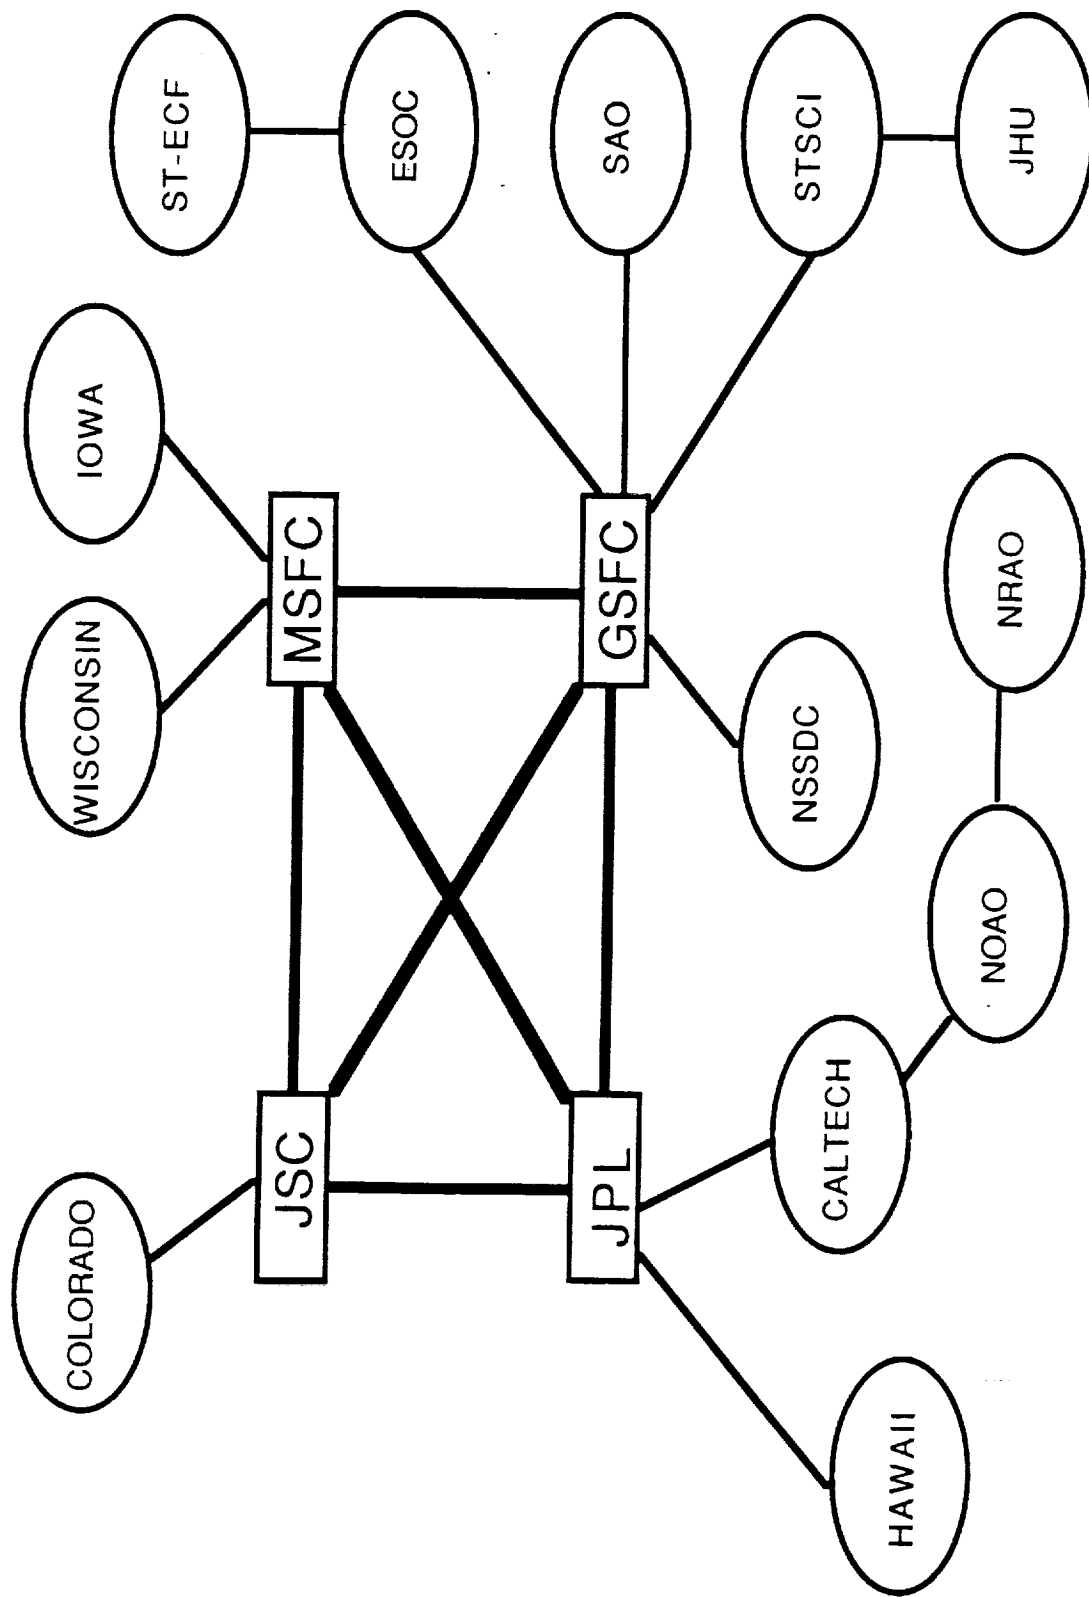 COLORADO
WISCONSIN
IOWA
ST-ECF
JSC
MSFC
ESOC
JPL
GSFC
SAO
HAWAII
CALTECH
NSSDC
STSCI
NOAO
NRAO
JHU